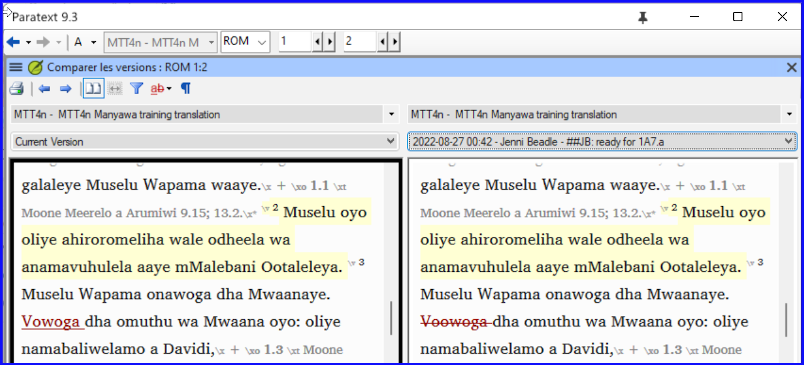 Paratext 9.3
A MTT4n - MTT4n M ROM 1 2
Comparer les versions : ROM 1:2
ab ¶
MTT4n - MTT4n Manyawa training translation
Current Version
galaleye Muselu Wapama waaye.\x + \xo 1.1 \xt
Moone Meerelo a Arumiwi 9.15; 13.2.\x* \v 2 Muselu oyo
oliye ahiroromeliha wale odheela wa
anamavuhulela aaye mMalebani Ootaleleya. \v 3
Muselu Wapama onawoga dha Mwaanaye.
Vowoga dha omuthu wa Mwaana oyo: oliye
namabaliwelamo a Davidi,\x + \xo 1.3 \xt Moone
MTT4n - MTT4n Manyawa training translation
2022-08-27 00:42 - Jenni Beadle - ##JB: ready for 1A7.a
galaleye Muselu Wapama waaye.\x + \xo 1.1 \xt
Moone Meerelo a Arumiwi 9.15; 13.2.\x* \v 2 Muselu oyo
oliye ahiroromeliha wale odheela wa
anamavuhulela aaye mMalebani Ootaleleya. \v 3
Muselu Wapama onawoga dha Mwaanaye.
Voowoga dha omuthu wa Mwaana oyo: oliye
namabaliwelamo a Davidi,\x + \xo 1.3 \xt Moone